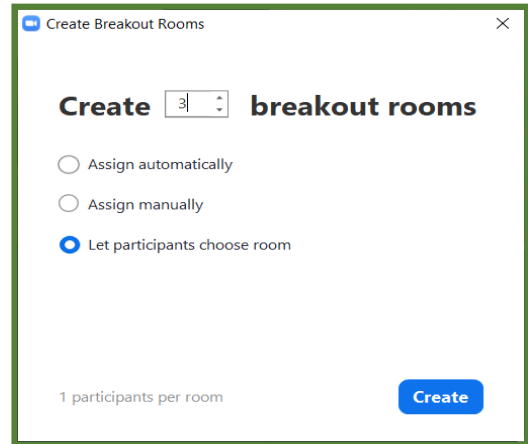 Create Breakout Rooms
Create 3 breakout rooms
Assign automatically
Assign manually
Let participants choose room
1 participants per room
Create